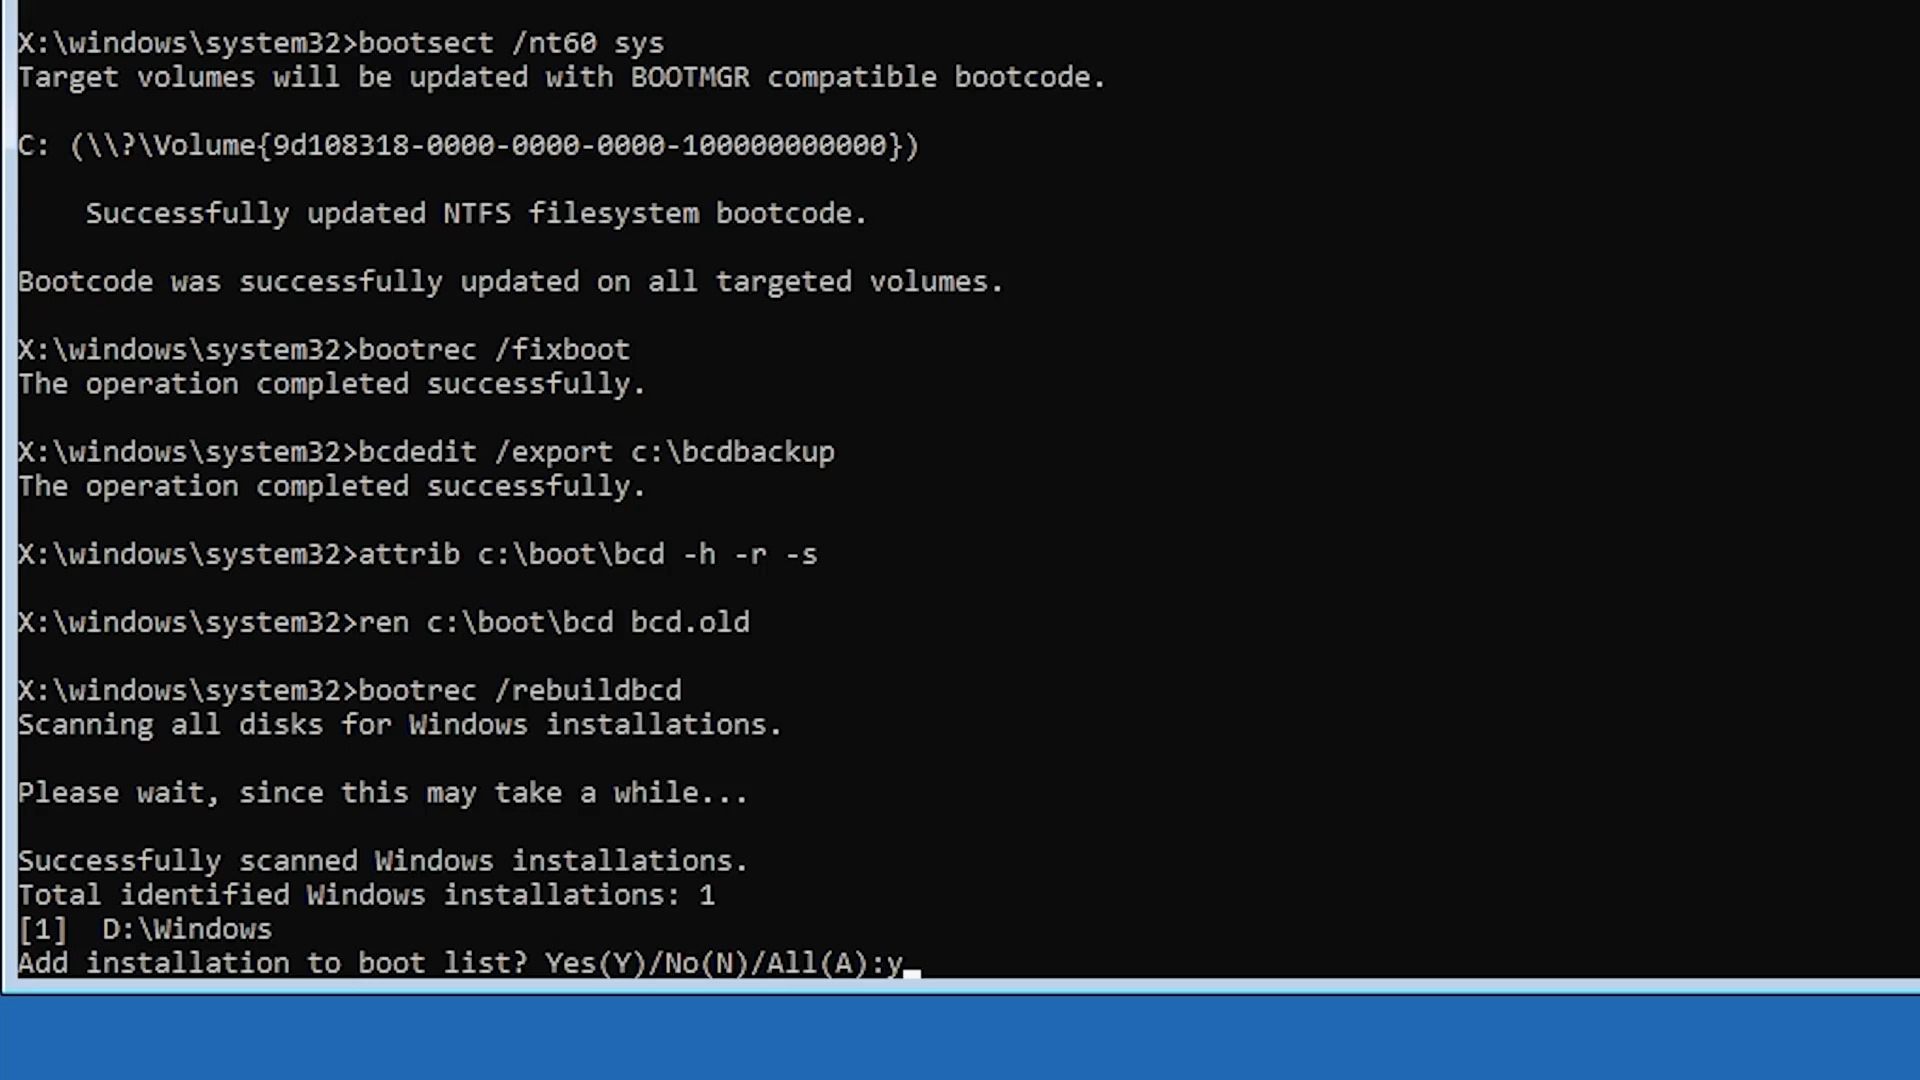 X:\windows\system32>bootsect /nt60 sys
Target volumes will be updated with BOOTMGR compatible bootcode.
C: (\\?\Volume{9d108318-0000-0000-0000-100000000000})
Successfully updated NTFS filesystem bootcode.
Bootcode was successfully updated on all targeted volumes.
X:\windows\system32>bootrec /fixboot
The operation completed successfully.
X:\windows\system32>bcdedit /export c:\bcdbackup
The operation completed successfully.
X:\windows\system32>attrib c:\boot\bcd -h -r -s
X:\windows\system32>ren c:\boot\bcd bcd.old
X:\windows\system32>bootrec /rebuildbcd
Scanning all disks for Windows installations.
Please wait, since this may take a while...
Successfully scanned Windows installations.
Total identified Windows installations: 1
[1]  D:\Windows
Add installation to boot list? Yes(Y)/No(N)/All(A):y